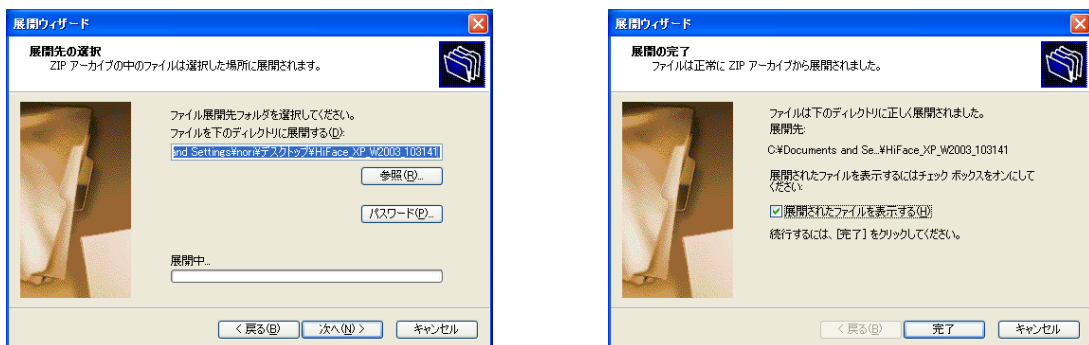 展開ウィザード
展開先の選択
ZIP アーカイブの中のファイルは選択した場所に展開されます。
ファイル展開先フォルダを選択してください。
ファイルを下のディレクトリに展開する(D):
and Settings¥nori¥デスクトップ¥HiFace_XP_W2003_103141
参照(R)...
パスワード(P)...
展開中...
< 戻る(B)
次へ(N) >
キャンセル
展開ウィザード
展開の完了
ファイルは正常に ZIP アーカイブから展開されました。
ファイルは下のディレクトリに正しく展開されました。
展開先:
C:¥Documents and Se...¥HiFace_XP_W2003_103141
展開されたファイルを表示するにはチェック ボックスをオンにして
ください:
展開されたファイルを表示する(H)
続行するには、[完了] をクリックしてください。
< 戻る(B)
完了
キャンセル